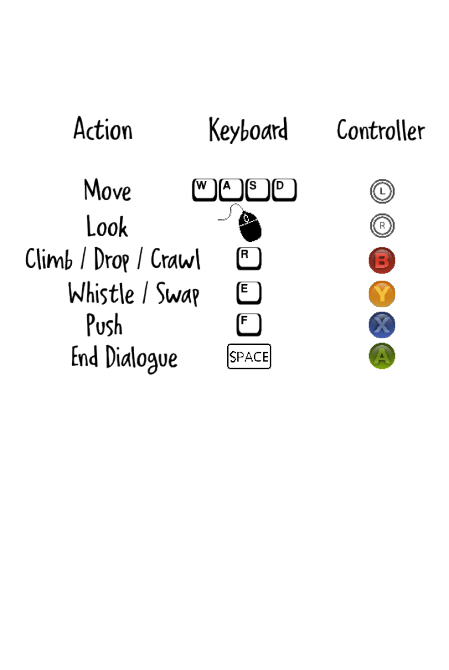 Action Keyboard Controller
Move W A S D L
Look R
Climb / Drop / Crawl R B
Whistle / Swap E Y
Push F X
End Dialogue SPACE A